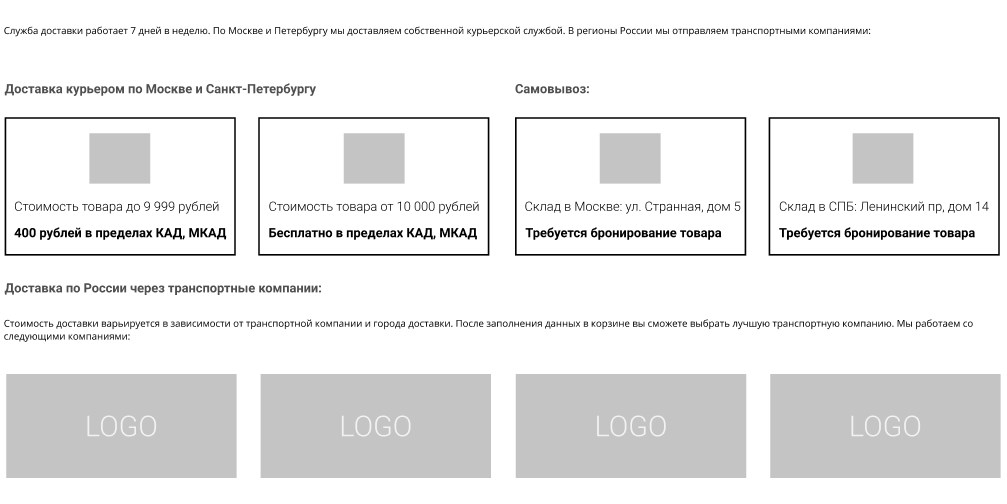 Служба доставки работает 7 дней в неделю. По Москве и Петербургу мы доставляем собственной курьерской службой. В регионы России мы отправляем транспортными компаниями:
Доставка курьером по Москве и Санкт-Петербургу
Самовывоз:
Стоимость товара до 9 999 рублей
400 рублей в пределах КАД, МКАД
Стоимость товара от 10 000 рублей
Бесплатно в пределах КАД, МКАД
Склад в Москве: ул. Странная, дом 5
Требуется бронирование товара
Склад в СПБ: Ленинский пр, дом 14
Требуется бронирование товара
Доставка по России через транспортные компании:
Стоимость доставки варьируется в зависимости от транспортной компании и города доставки. После заполнения данных в корзине вы сможете выбрать лучшую транспортную компанию. Мы работаем со
следующими компаниями:
LOGO
LOGO
LOGO
LOGO